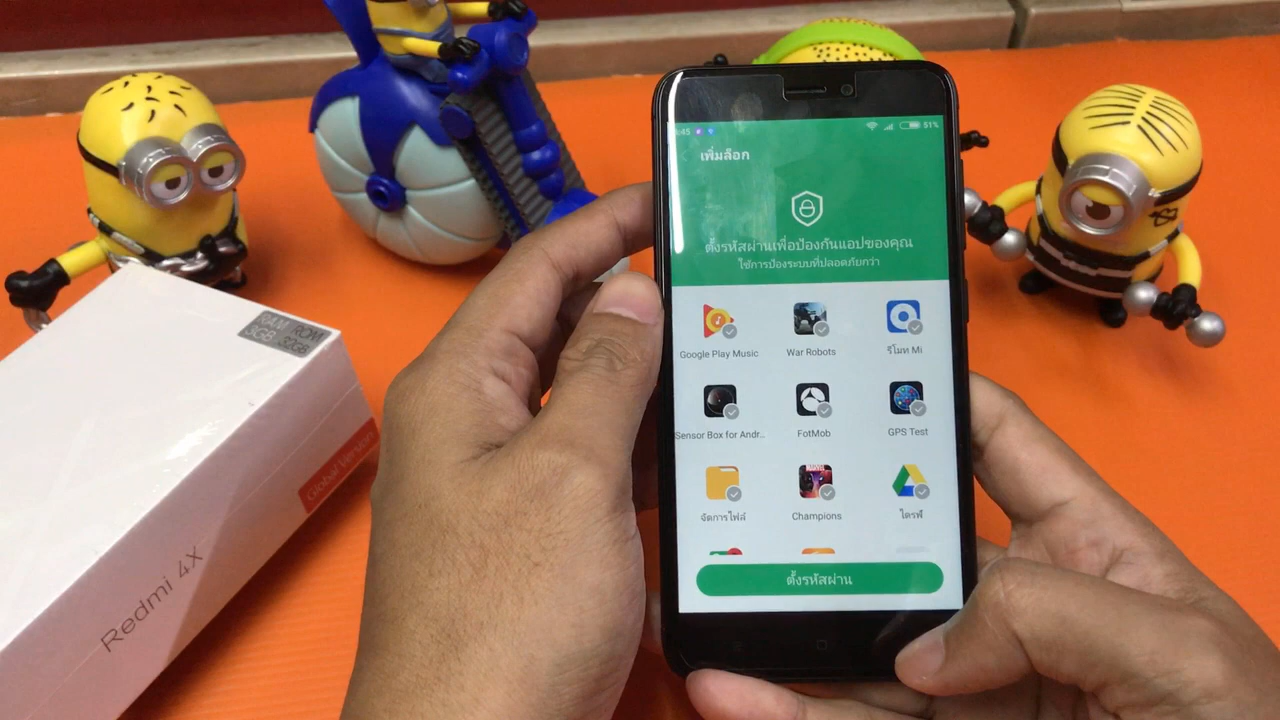 :45
51%
เพิ่มล็อก
ตั้งรหัสผ่านเพื่อป้องกันแอปของคุณ
ใช้การป้องระบบที่ปลอดภัยกว่า
Google Play Music
War Robots
รีโมท Mi
Sensor Box for Andr..
FotMob
GPS Test
จัดการไฟล์
Champions
ไดรฟ์
ตั้งรหัสผ่าน
RAM ROM
3GB 32GB
Global Version
Redmi 4X
MARVEL